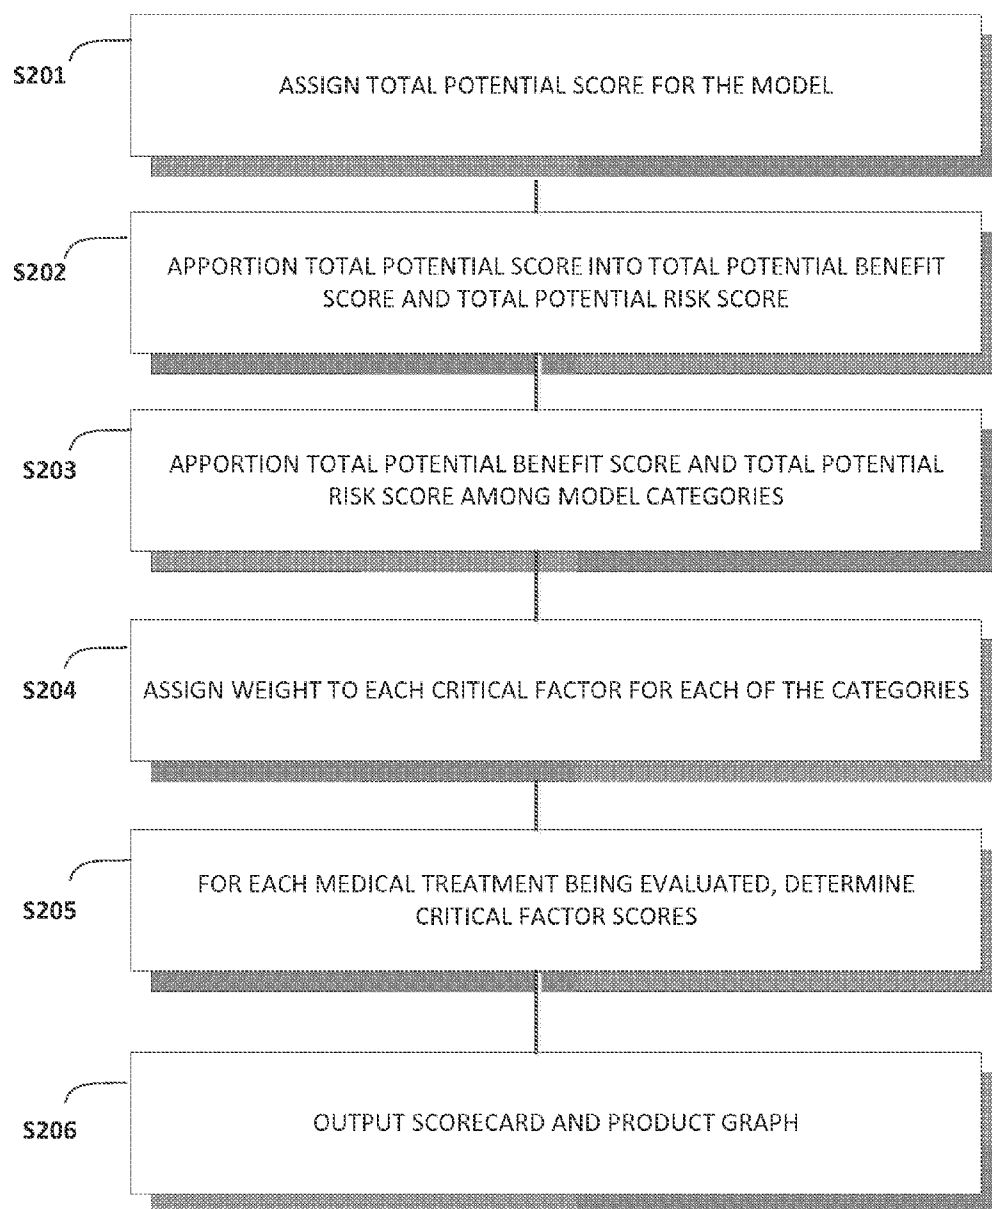 S201
ASSIGN TOTAL POTENTIAL SCORE FOR THE MODEL
S202
APPORTION TOTAL POTENTIAL SCORE INTO TOTAL POTENTIAL BENEFIT
SCORE AND TOTAL POTENTIAL RISK SCORE
S203
APPORTION TOTAL POTENTIAL BENEFIT SCORE AND TOTAL POTENTIAL
RISK SCORE AMONG MODEL CATEGORIES
S204
ASSIGN WEIGHT TO EACH CRITICAL FACTOR FOR EACH OF THE CATEGORIES
S205
FOR EACH MEDICAL TREATMENT BEING EVALUATED, DETERMINE
CRITICAL FACTOR SCORES
S206
OUTPUT SCORECARD AND PRODUCT GRAPH